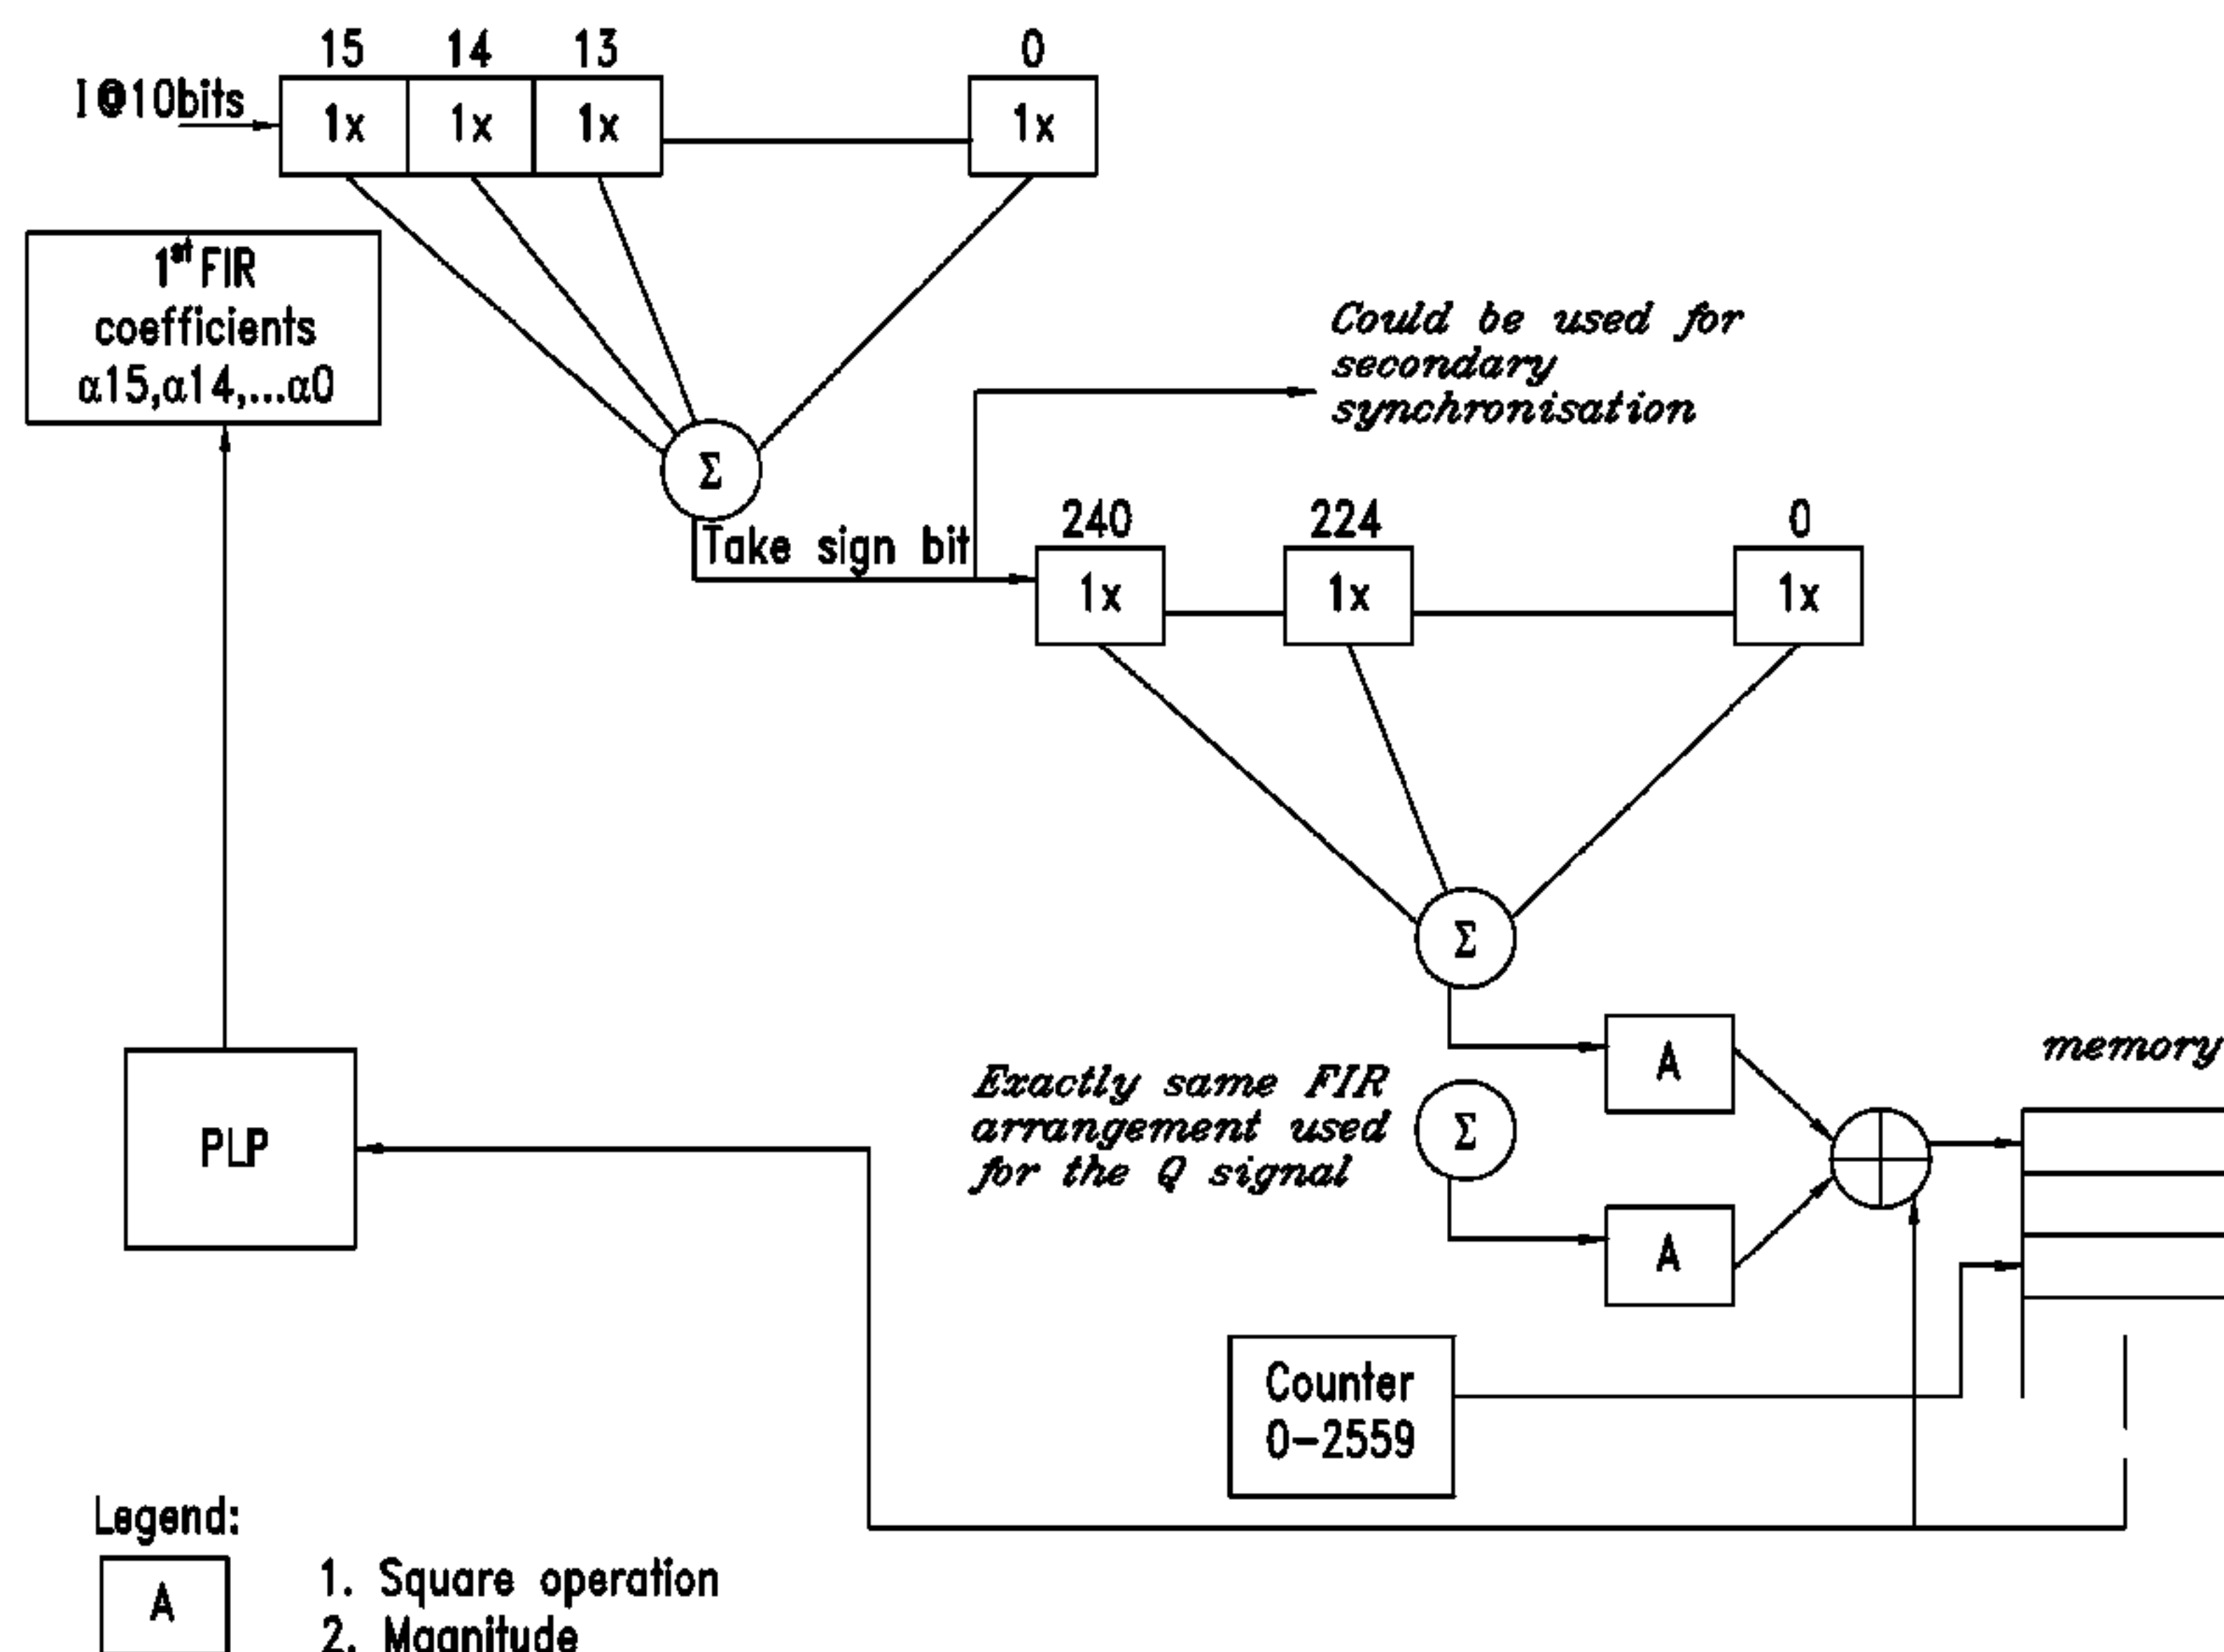 15 14 13 0
I@10bits
1x 1x 1x 1x
1st FIR
coefficients
α15,α14,...α0
Could be used for
secondary
synchronisation
Σ
Take sign bit
240 224 0
1x 1x 1x
Σ
A
memory
Exactly same FIR
arrangement used
for the Q signal
Σ
PLP
A
Counter
0-2559
Legend:
A
1. Square operation
2. Magnitude